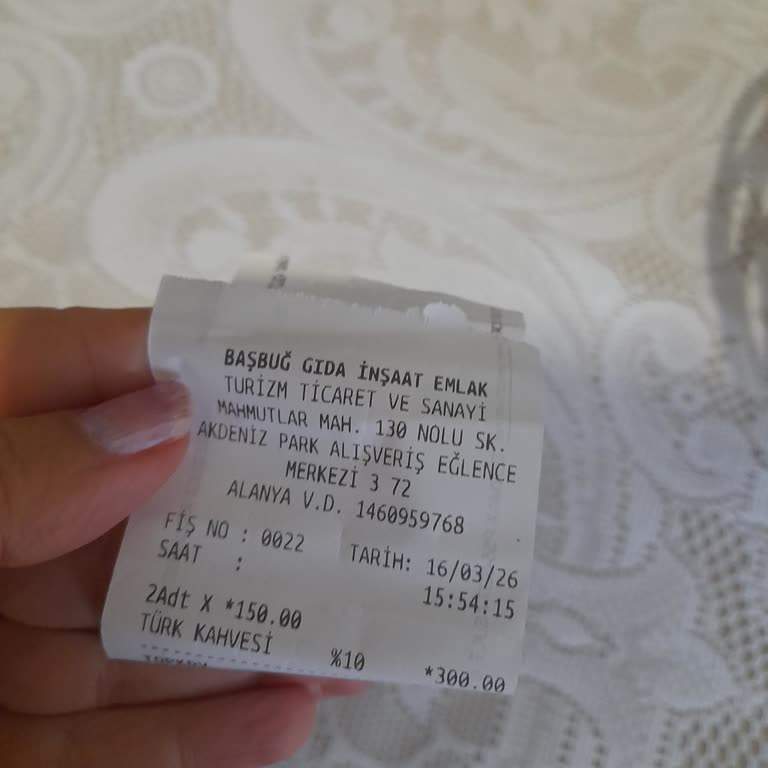 BAŞBUĞ GIDA İNŞAAT EMLAK
TURİZM TİCARET VE SANAYİ
MAHMUTLAR MAH. 130 NOLU SK.
AKDENİZ PARK ALIŞVERİŞ EĞLENCE
MERKEZİ 3 72
ALANYA V.D. 1460959768
FİŞ NO : 0022 TARİH: 16/03/26
SAAT : 15:54:15
2Adt X *150.00
TÜRK KAHVESİ %10 *300.00